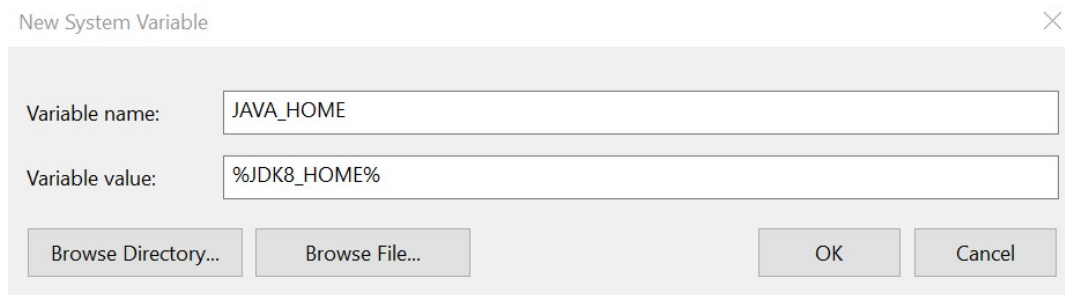 New System Variable
Variable name: JAVA_HOME
Variable value: %JDK8_HOME%
Browse Directory... Browse File... OK Cancel